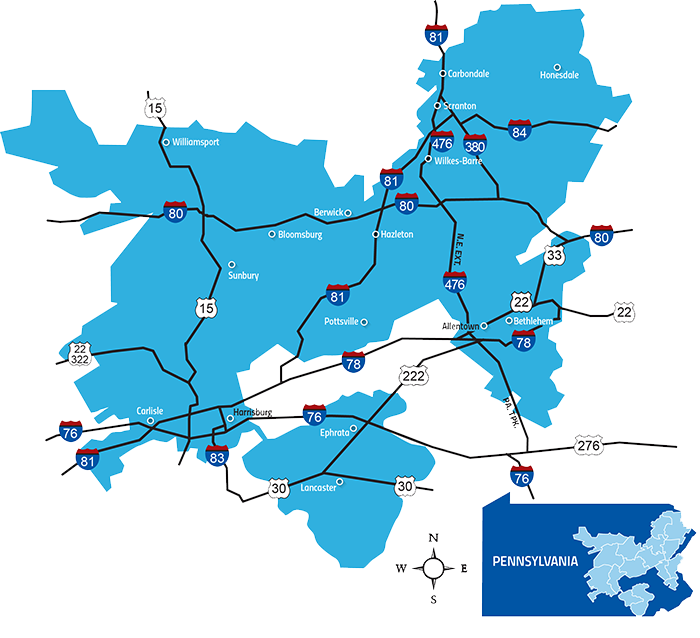 81
Carbondale
Honesdale
15
Scranton
84
Williamsport
476
380
Wilkes-Barre
81
80
Berwick
80
Bloomsburg
Hazleton
N.E. EXT.
80
33
Sunbury
476
81
15
22
22
Pottsville
Allentown
Bethlehem
22
322
78
78
222
Carlisle
Harrisburg
76
PA. TPK.
76
Ephrata
276
81
83
76
30
Lancaster
30
N
W
E
S
PENNSYLVANIA